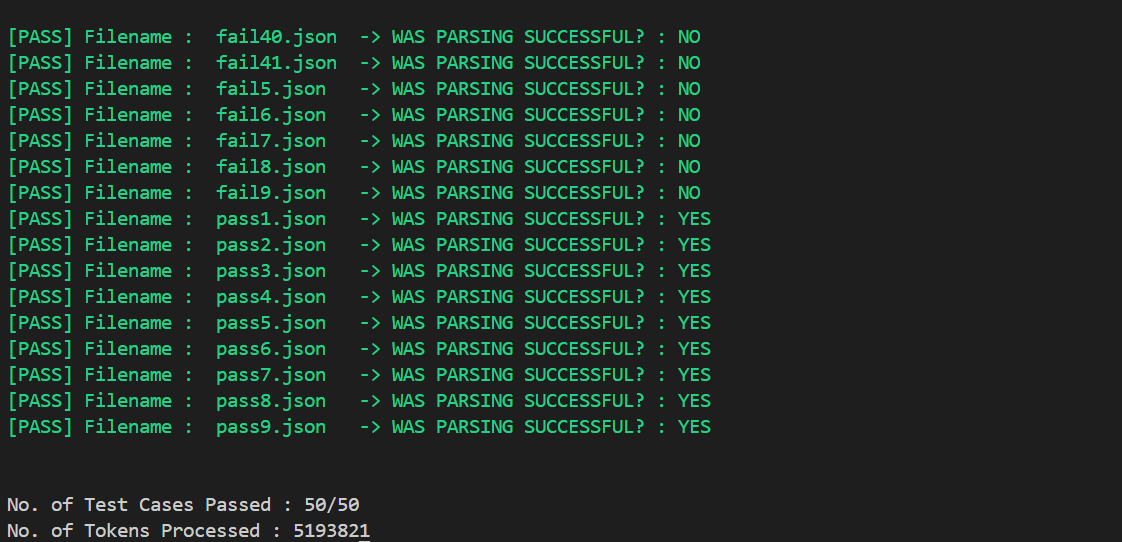 [PASS] Filename :  fail40.json  -> WAS PARSING SUCCESSFUL? : NO
[PASS] Filename :  fail41.json  -> WAS PARSING SUCCESSFUL? : NO
[PASS] Filename :  fail5.json   -> WAS PARSING SUCCESSFUL? : NO
[PASS] Filename :  fail6.json   -> WAS PARSING SUCCESSFUL? : NO
[PASS] Filename :  fail7.json   -> WAS PARSING SUCCESSFUL? : NO
[PASS] Filename :  fail8.json   -> WAS PARSING SUCCESSFUL? : NO
[PASS] Filename :  fail9.json   -> WAS PARSING SUCCESSFUL? : NO
[PASS] Filename :  pass1.json   -> WAS PARSING SUCCESSFUL? : YES
[PASS] Filename :  pass2.json   -> WAS PARSING SUCCESSFUL? : YES
[PASS] Filename :  pass3.json   -> WAS PARSING SUCCESSFUL? : YES
[PASS] Filename :  pass4.json   -> WAS PARSING SUCCESSFUL? : YES
[PASS] Filename :  pass5.json   -> WAS PARSING SUCCESSFUL? : YES
[PASS] Filename :  pass6.json   -> WAS PARSING SUCCESSFUL? : YES
[PASS] Filename :  pass7.json   -> WAS PARSING SUCCESSFUL? : YES
[PASS] Filename :  pass8.json   -> WAS PARSING SUCCESSFUL? : YES
[PASS] Filename :  pass9.json   -> WAS PARSING SUCCESSFUL? : YES
No. of Test Cases Passed : 50/50
No. of Tokens Processed : 5193821